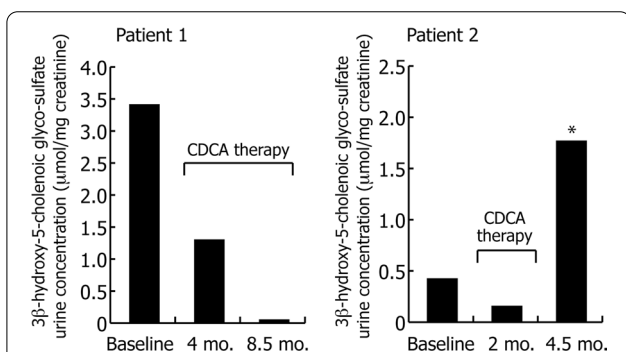 Patient 1
3β-hydroxy-5-cholenoic glyco-sulfate
urine concentration (μmol/mg creatinine)
4.0
3.5
3.0
2.5
2.0
1.5
1.0
0.5
0
CDCA therapy
Baseline 4 mo. 8.5 mo.
Patient 2
3β-hydroxy-5-cholenoic glyco-sulfate
urine concentration (μmol/mg creatinine)
2.5
2.0
1.5
1.0
0.5
0
CDCA
therapy
*
Baseline 2 mo. 4.5 mo.